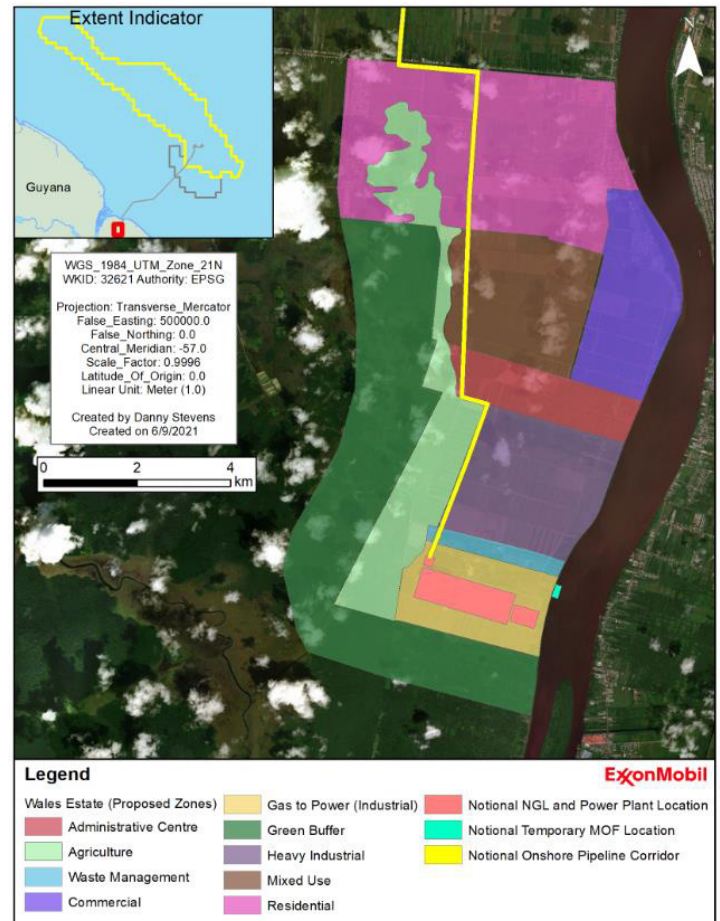 Extent Indicator
N
Guyana
WGS_1984_UTM_Zone_21N
WKID: 32621 Authority: EPSG
Projection: Transverse_Mercator
False_Easting: 500000.0
False_Northing: 0.0
Central_Meridian: -57.0
Scale_Factor: 0.9996
Latitude_Of_Origin: 0.0
Linear Unit: Meter (1.0)
Created by Danny Stevens
Created on 6/9/2021
0 2 4
km
Legend
ExxonMobil
Wales Estate (Proposed Zones)
Administrative Centre
Agriculture
Waste Management
Commercial
Gas to Power (Industrial)
Green Buffer
Heavy Industrial
Mixed Use
Residential
Notional NGL and Power Plant Location
Notional Temporary MOF Location
Notional Onshore Pipeline Corridor